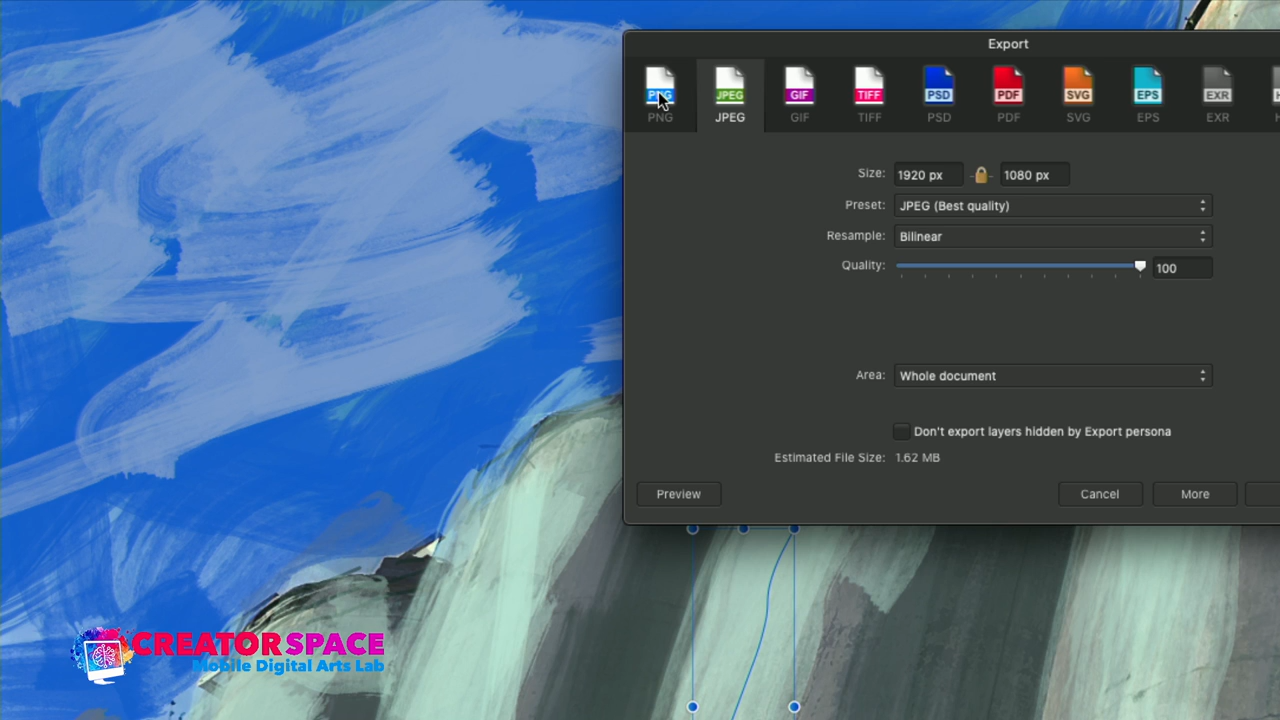 Export
PNG JPEG GIF TIFF PSD PDF SVG EPS EXR
PNG JPEG GIF TIFF PSD PDF SVG EPS EXR
Size: 1920 px 1080 px
Preset: JPEG (Best quality)
Resample: Bilinear
Quality: 100
Area: Whole document
Don't export layers hidden by Export persona
Estimated File Size: 1.62 MB
Preview Cancel More
CREATOR SPACE
Mobile Digital Arts Lab